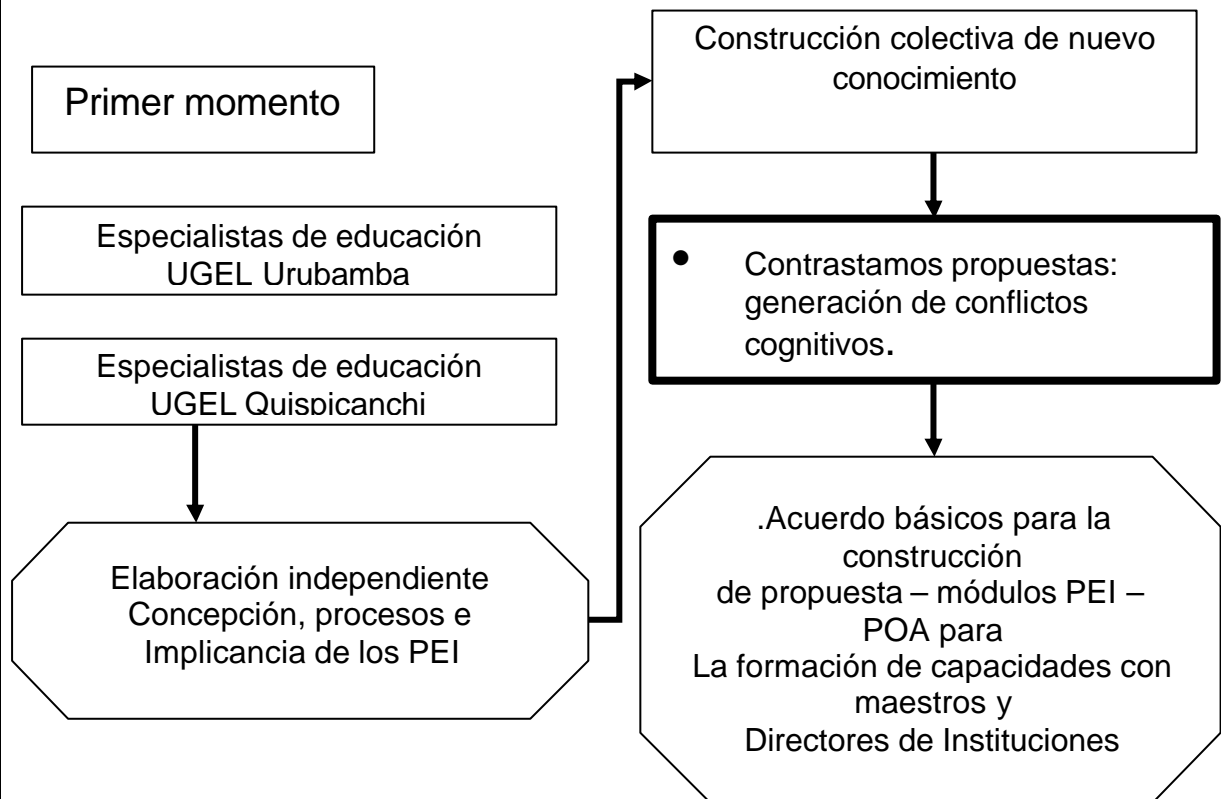 Primer momento
Especialistas de educación
UGEL Urubamba
Especialistas de educación
UGEL Quispicanchi
Elaboración independiente
Concepción, procesos e
Implicancia de los PEI
Construcción colectiva de nuevo
conocimiento
• Contrastamos propuestas:
generación de conflictos
cognitivos.
.Acuerdo básicos para la
construcción
de propuesta – módulos PEI –
POA para
La formación de capacidades con
maestros y
Directores de Instituciones